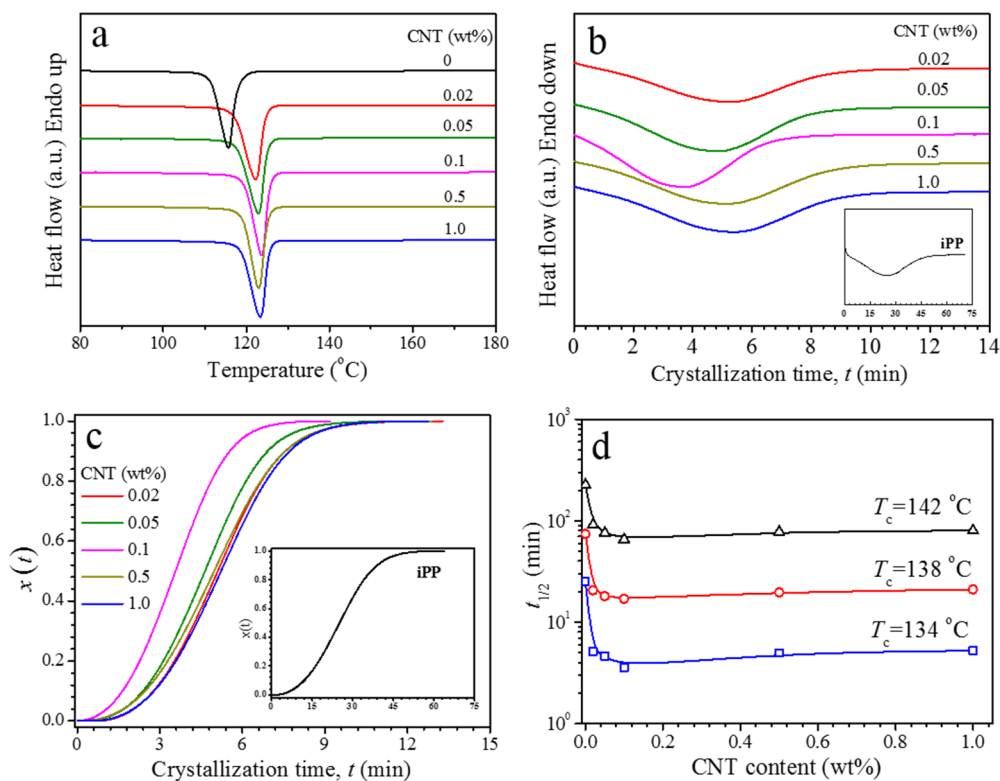 a
CNT (wt%)
0
0.02
0.05
0.1
0.5
1.0
Heat flow (a.u.) Endo up
80 100 120 140 160 180
Temperature (°C)
b
CNT (wt%)
0.02
0.05
0.1
0.5
1.0
iPP
0 15 30 45 60 75
Heat flow (a.u.) Endo down
0 2 4 6 8 10 12 14
Crystallization time, t (min)
c
CNT (wt%)
0.02
0.05
0.1
0.5
1.0
x (t)
1.0
0.8
0.6
0.4
0.2
0.0
iPP
x(t)
1.0
0.8
0.6
0.4
0.2
0.0
0 15 30 45 60 75
0 3 6 9 12 15
Crystallization time, t (min)
d
Tc=142 °C
Tc=138 °C
Tc=134 °C
t1/2 (min)
10³
10²
10¹
10⁰
0.0 0.2 0.4 0.6 0.8 1.0
CNT content (wt%)